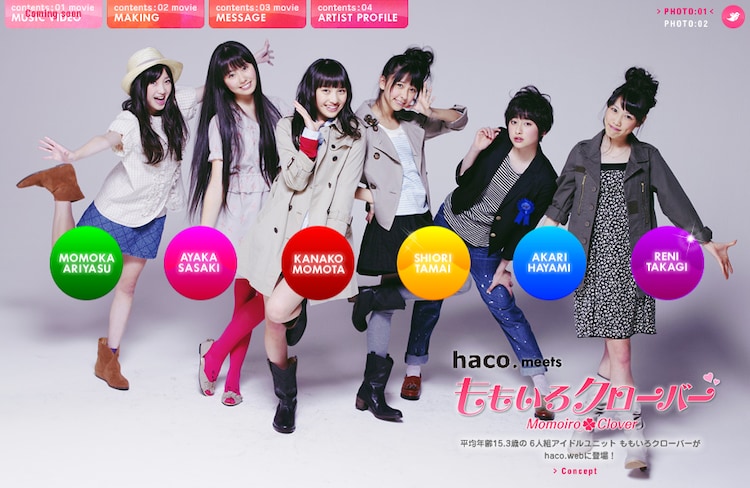 contents:01 movie
MUSIC VIDEO
Coming soon
contents:02 movie
MAKING
contents:03 movie
MESSAGE
contents:04
ARTIST PROFILE
> PHOTO:01 <
PHOTO:02
MOMOKA
ARIYASU
AYAKA
SASAKI
KANAKO
MOMOTA
SHIORI
TAMAI
AKARI
HAYAMI
RENI
TAKAGI
haco. meets
ももいろクローバー
Momoiro Clover
平均年齢15.3歳の 6人組アイドルユニット ももいろクローバーが
haco.webに登場！
> Concept